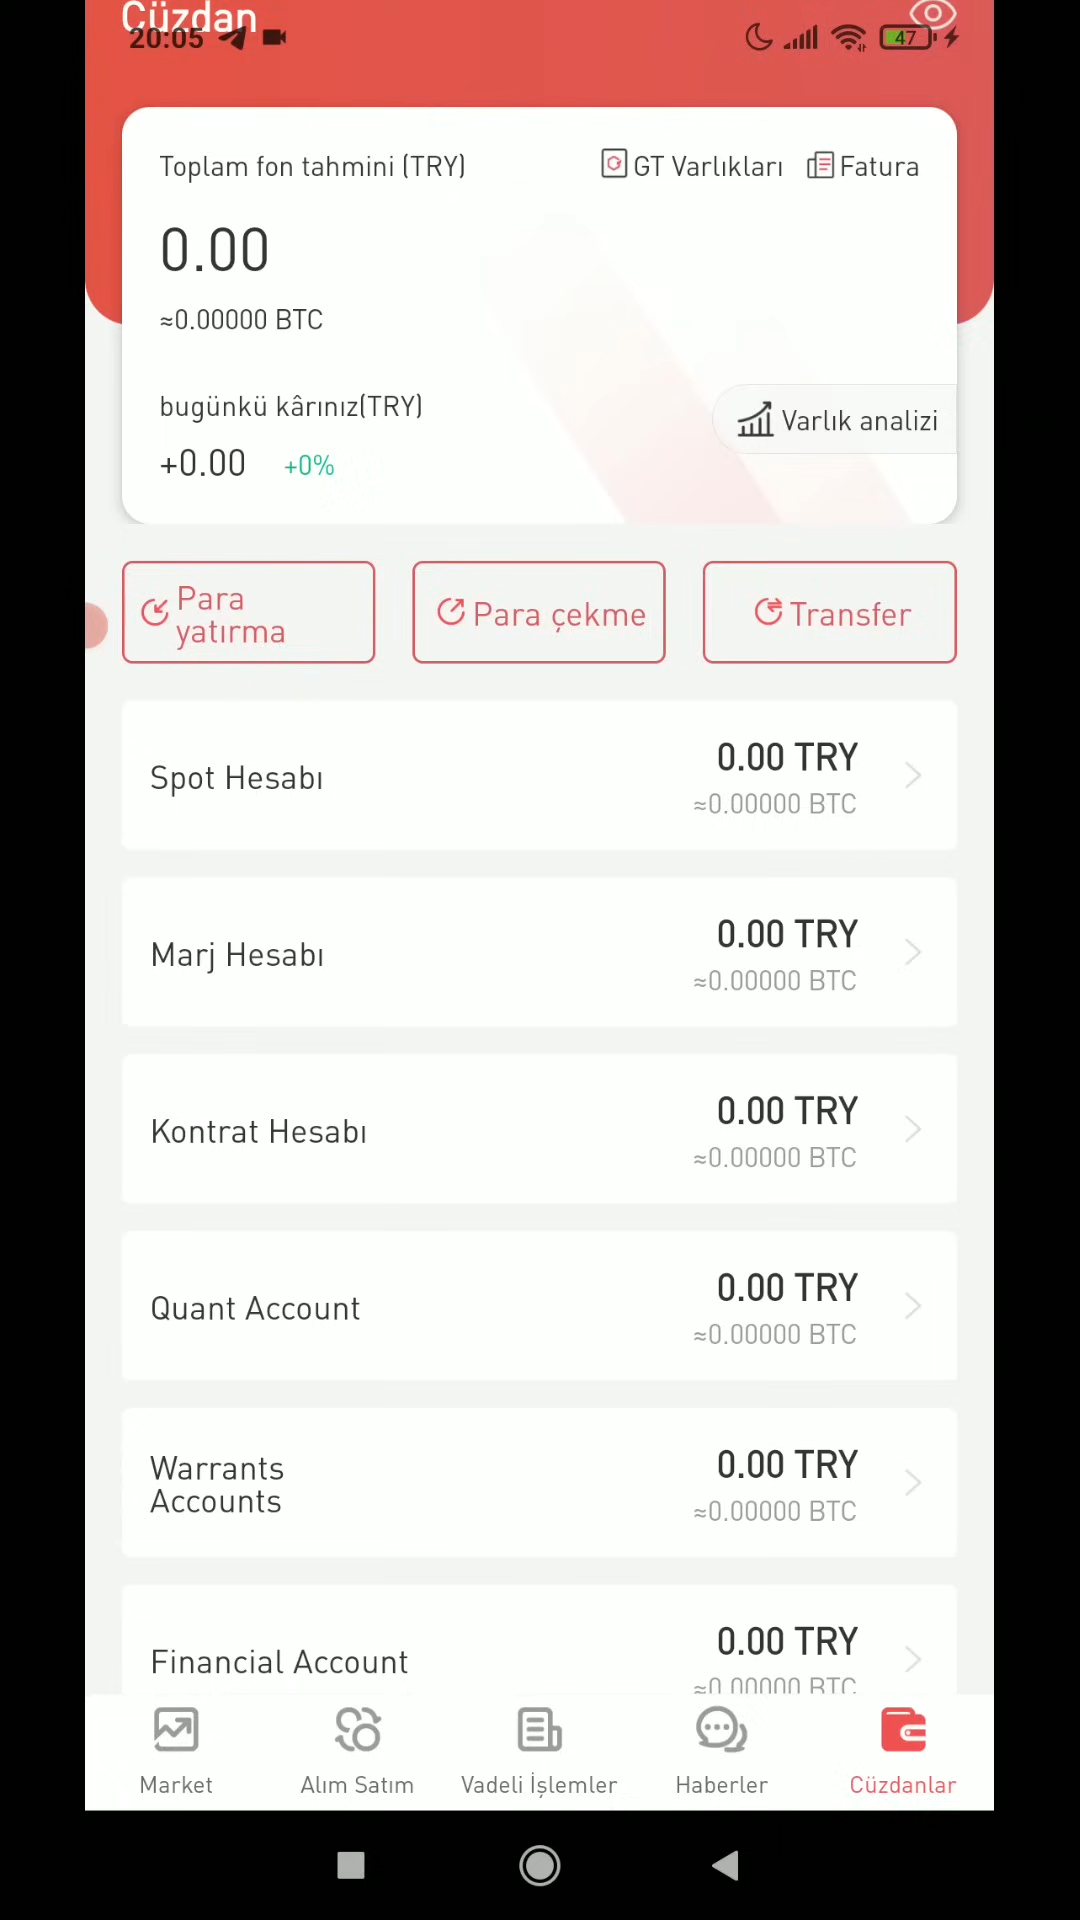 Cüzdan
20:05
47
Toplam fon tahmini (TRY)
GT Varlıkları
Fatura
0.00
≈0.00000 BTC
bugünkü kârınız(TRY)
Varlık analizi
+0.00 +0%
Para
yatırma
Para çekme
Transfer
Spot Hesabı
0.00 TRY
≈0.00000 BTC
Marj Hesabı
0.00 TRY
≈0.00000 BTC
Kontrat Hesabı
0.00 TRY
≈0.00000 BTC
Quant Account
0.00 TRY
≈0.00000 BTC
Warrants
Accounts
0.00 TRY
≈0.00000 BTC
Financial Account
0.00 TRY
≈0.00000 BTC
Market
Alım Satım
Vadeli İşlemler
Haberler
Cüzdanlar